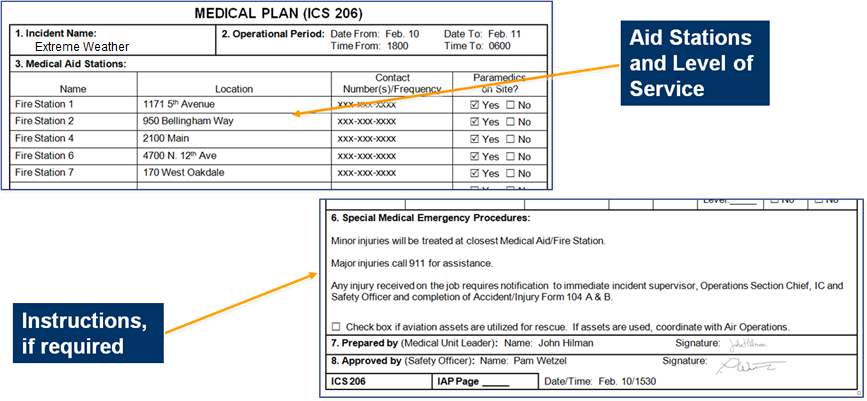 MEDICAL PLAN (ICS 206)
1. Incident Name:
Extreme Weather
2. Operational Period: Date From: Feb. 10 Date To: Feb. 11
Time From: 1800 Time To: 0600
3. Medical Aid Stations:
Name Location Contact Number(s)/Frequency Paramedics on Site?
Fire Station 1 1171 5th Avenue xxx-xxx-xxxx ☑ Yes ☐ No
Fire Station 2 950 Bellingham Way xxx-xxx-xxxx ☑ Yes ☐ No
Fire Station 4 2100 Main xxx-xxx-xxxx ☑ Yes ☐ No
Fire Station 6 4700 N. 12th Ave xxx-xxx-xxxx ☑ Yes ☐ No
Fire Station 7 170 West Oakdale xxx-xxx-xxxx ☑ Yes ☐ No
Aid Stations
and Level of
Service
Level: ☐ No ☐ No
6. Special Medical Emergency Procedures:
Minor injuries will be treated at closest Medical Aid/Fire Station.
Major injuries call 911 for assistance.
Any injury received on the job requires notification to immediate incident supervisor, Operations Section Chief, IC and
Safety Officer and completion of Accident/Injury Form 104 A & B.
☐ Check box if aviation assets are utilized for rescue. If assets are used, coordinate with Air Operations.
7. Prepared by (Medical Unit Leader): Name: John Hilman Signature: John Hilman
8. Approved by (Safety Officer): Name: Pam Wetzel Signature:
ICS 206 IAP Page _____ Date/Time: Feb. 10/1530
Instructions,
if required